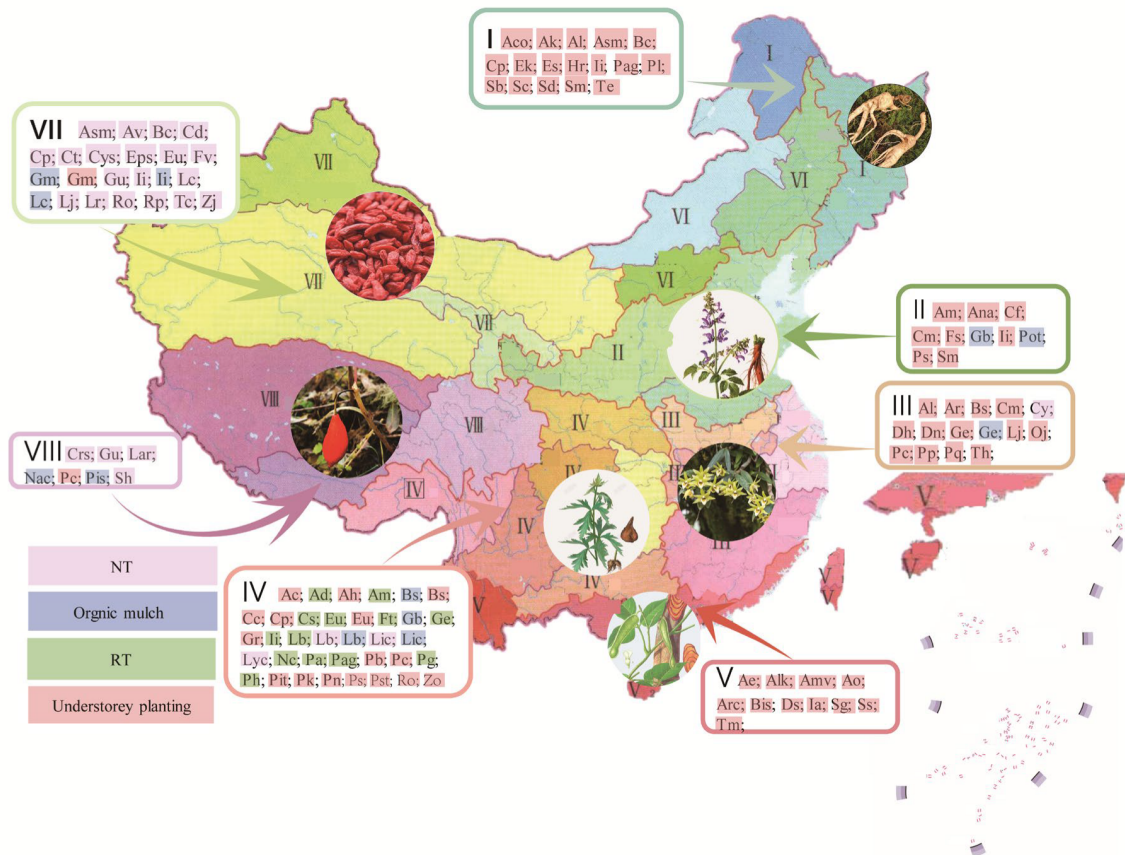 I Aco; Ak; Al; Asm; Bc;
Cp; Ek; Es; Hr; Ii; Pag; Pl;
Sb; Sc; Sd; Sm; Te
VII Asm; Av; Bc; Cd;
Cp; Ct; Cys; Eps; Eu; Fv;
Gm; Gm; Gu; Ii; Ii; Lc;
Lc; Lj; Lr; Ro; Rp; Tc; Zj
II Am; Ana; Cf;
Cm; Fs; Gb; Ii; Pot;
Ps; Sm
III Al; Ar; Bs; Cm; Cy;
Dh; Dn; Ge; Ge; Lj; Oj;
Pc; Pp; Pq; Th;
VIII Crs; Gu; Lar;
Nac; Pc; Pis; Sh
IV Ac; Ad; Ah; Am; Bs; Bs;
Cc; Cp; Cs; Eu; Eu; Ft; Gb; Ge;
Gr; Ii; Lb; Lb; Lb; Lic; Lic;
Lyc; Nc; Pa; Pag; Pb; Pc; Pg;
Ph; Pit; Pk; Pn; Ps; Pst; Ro; Zo
V Ae; Alk; Amv; Ao;
Arc; Bis; Ds; Ia; Sg; Ss;
Tm;
NT
Orgnic mulch
RT
Understorey planting
I
I
VI
VI
VI
VII
VII
VII
II
VIII
VIII
IV
III
IV
IV
IV
IV
III
V
V
V
V
V
V